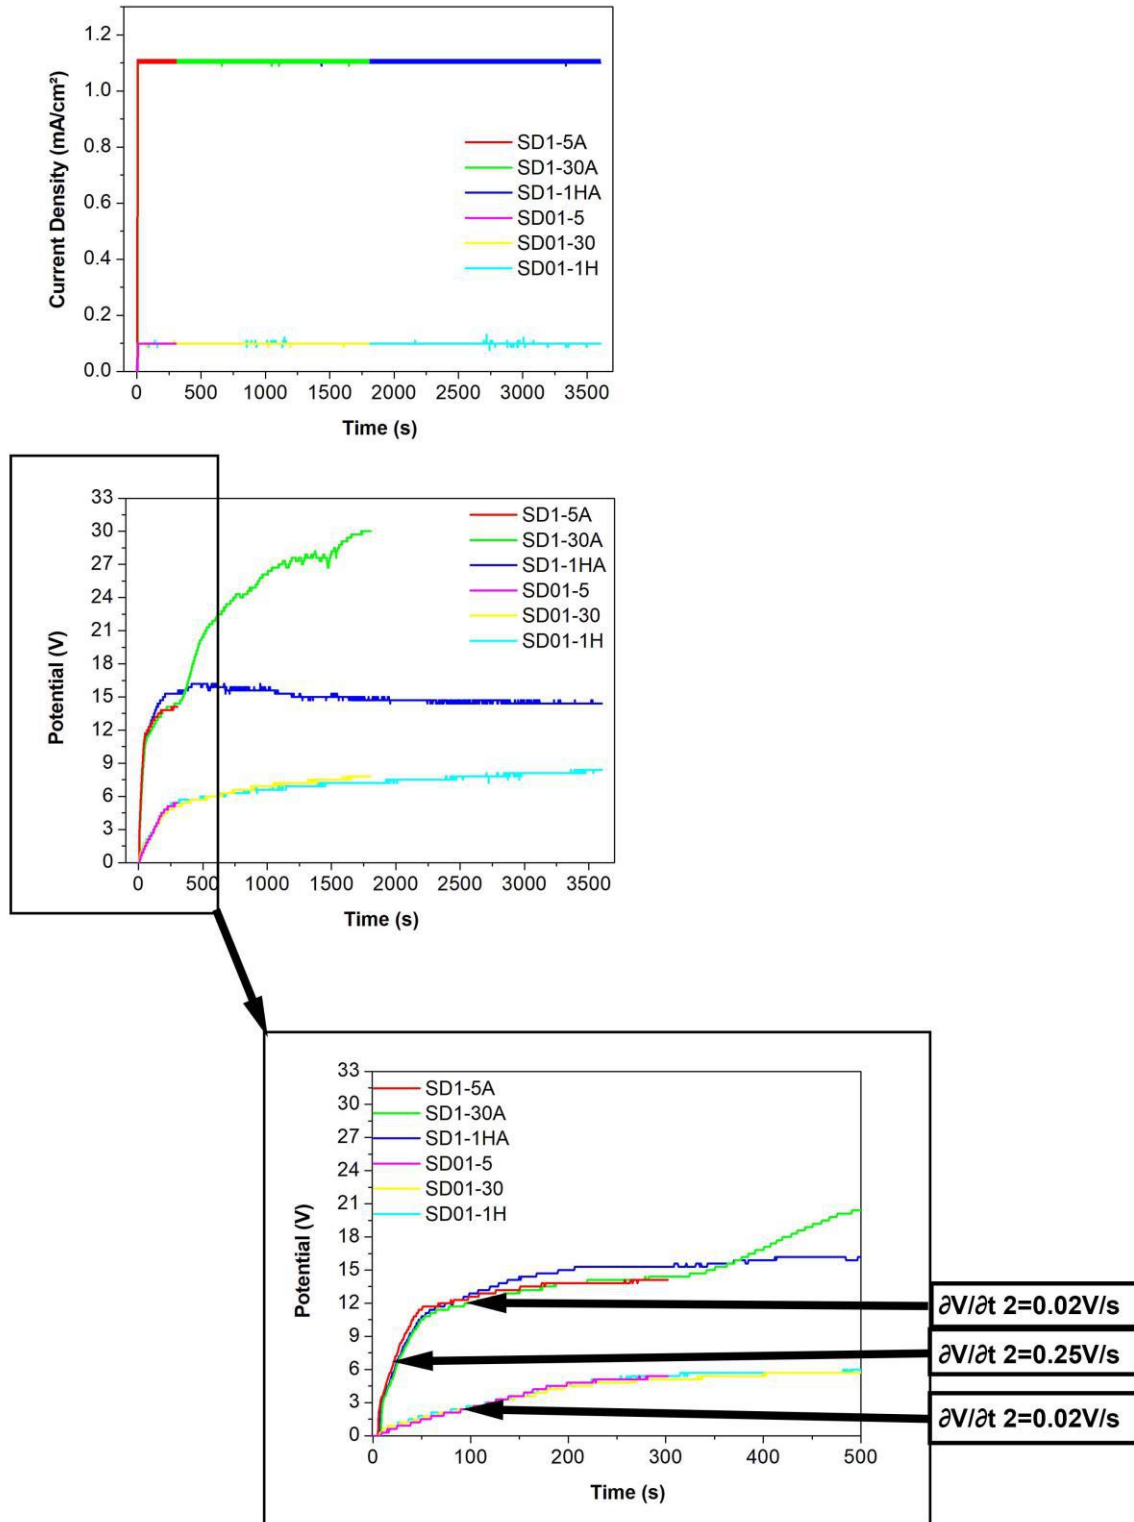 1.2
1.0
0.8
0.6
0.4
0.2
0.0
Current Density (mA/cm²)
SD1-5A
SD1-30A
SD1-1HA
SD01-5
SD01-30
SD01-1H
0 500 1000 1500 2000 2500 3000 3500
Time (s)
33
30
27
24
21
18
15
12
9
6
3
0
Potential (V)
SD1-5A
SD1-30A
SD1-1HA
SD01-5
SD01-30
SD01-1H
0 500 1000 1500 2000 2500 3000 3500
Time (s)
33
30
27
24
21
18
15
12
9
6
3
0
Potential (V)
SD1-5A
SD1-30A
SD1-1HA
SD01-5
SD01-30
SD01-1H
0 100 200 300 400 500
Time (s)
∂V/∂t 2=0.02V/s
∂V/∂t 2=0.25V/s
∂V/∂t 2=0.02V/s